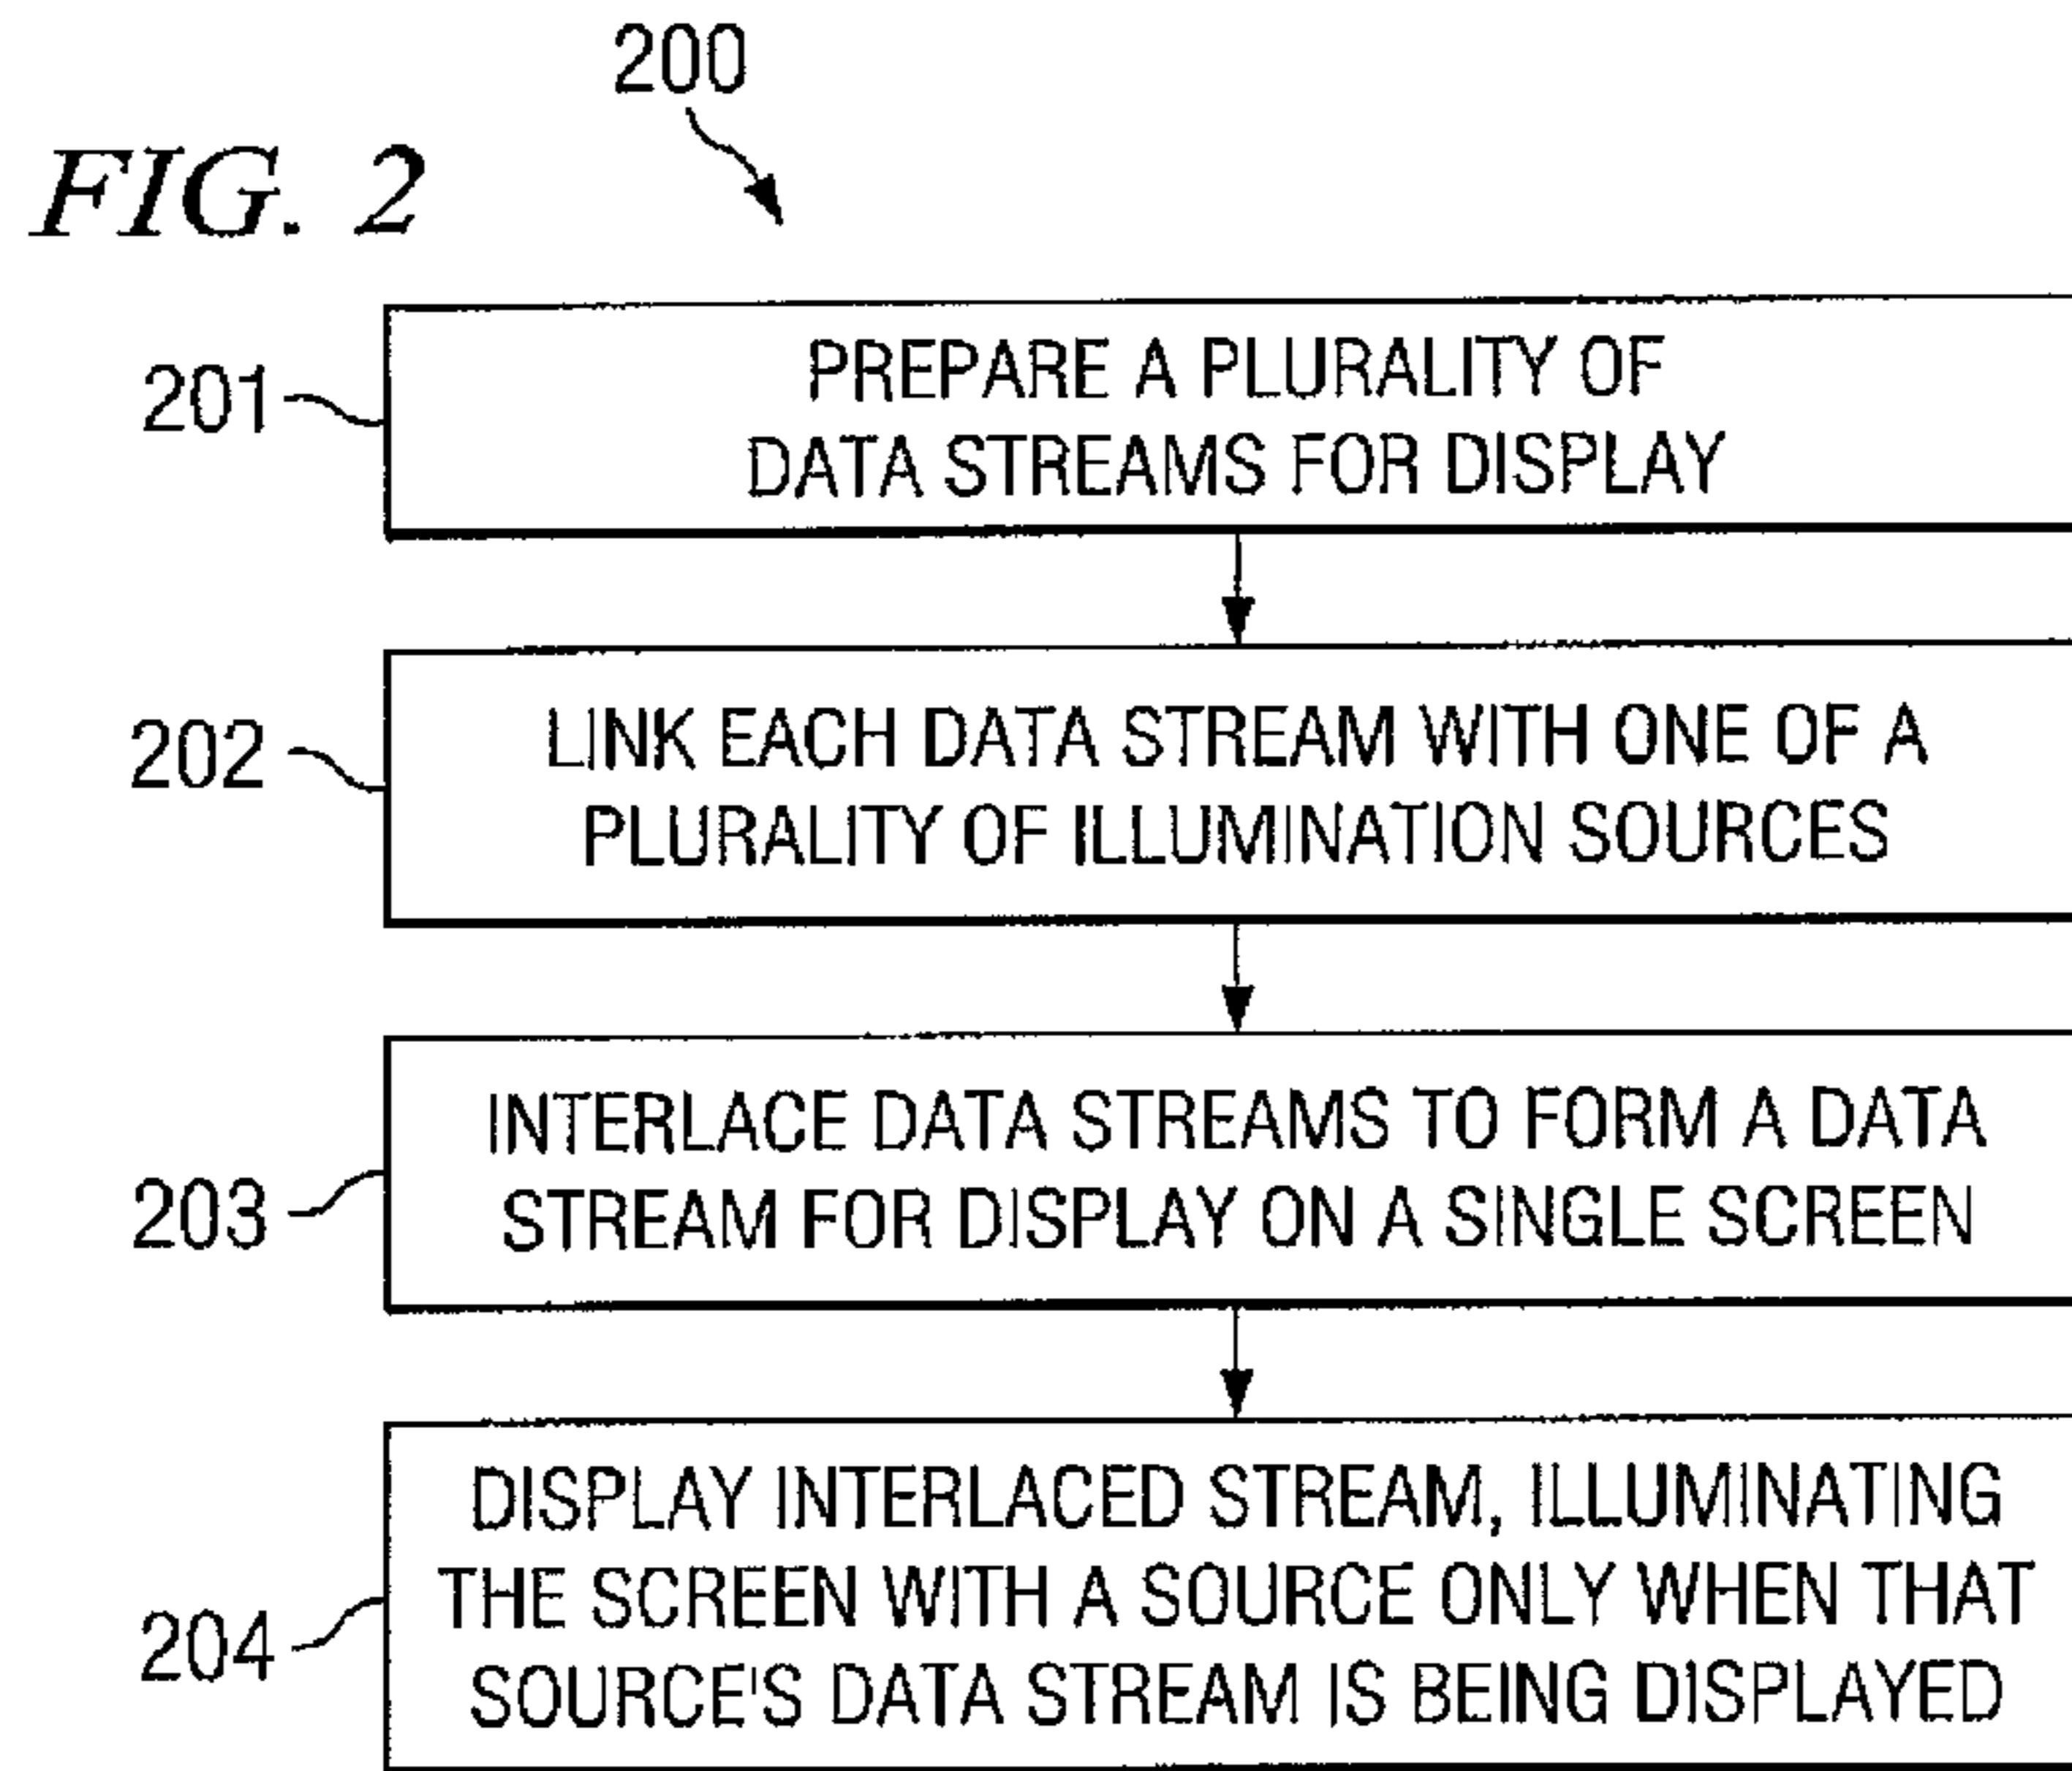 200
FIG. 2
201
PREPARE A PLURALITY OF
DATA STREAMS FOR DISPLAY
202
LINK EACH DATA STREAM WITH ONE OF A
PLURALITY OF ILLUMINATION SOURCES
203
INTERLACE DATA STREAMS TO FORM A DATA
STREAM FOR DISPLAY ON A SINGLE SCREEN
204
DISPLAY INTERLACED STREAM, ILLUMINATING
THE SCREEN WITH A SOURCE ONLY WHEN THAT
SOURCE'S DATA STREAM IS BEING DISPLAYED